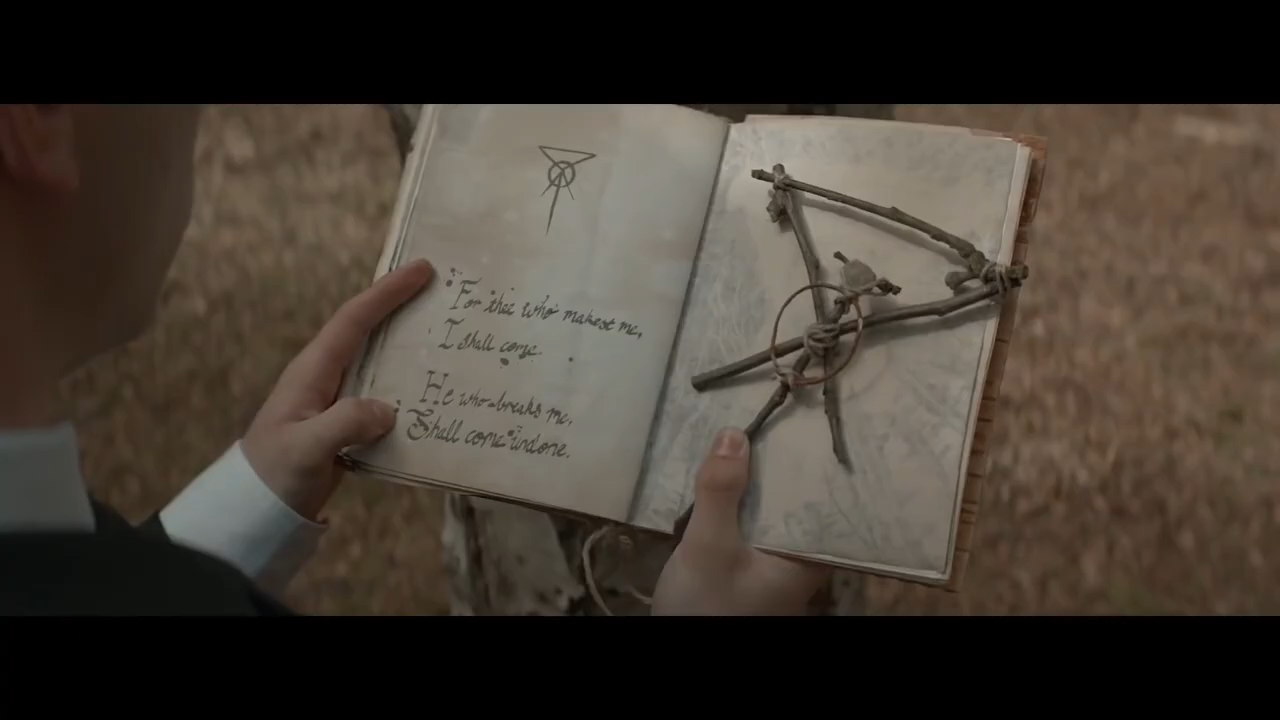 For thee who makest me,
I shall come.
He who breaks me,
Shall come undone.